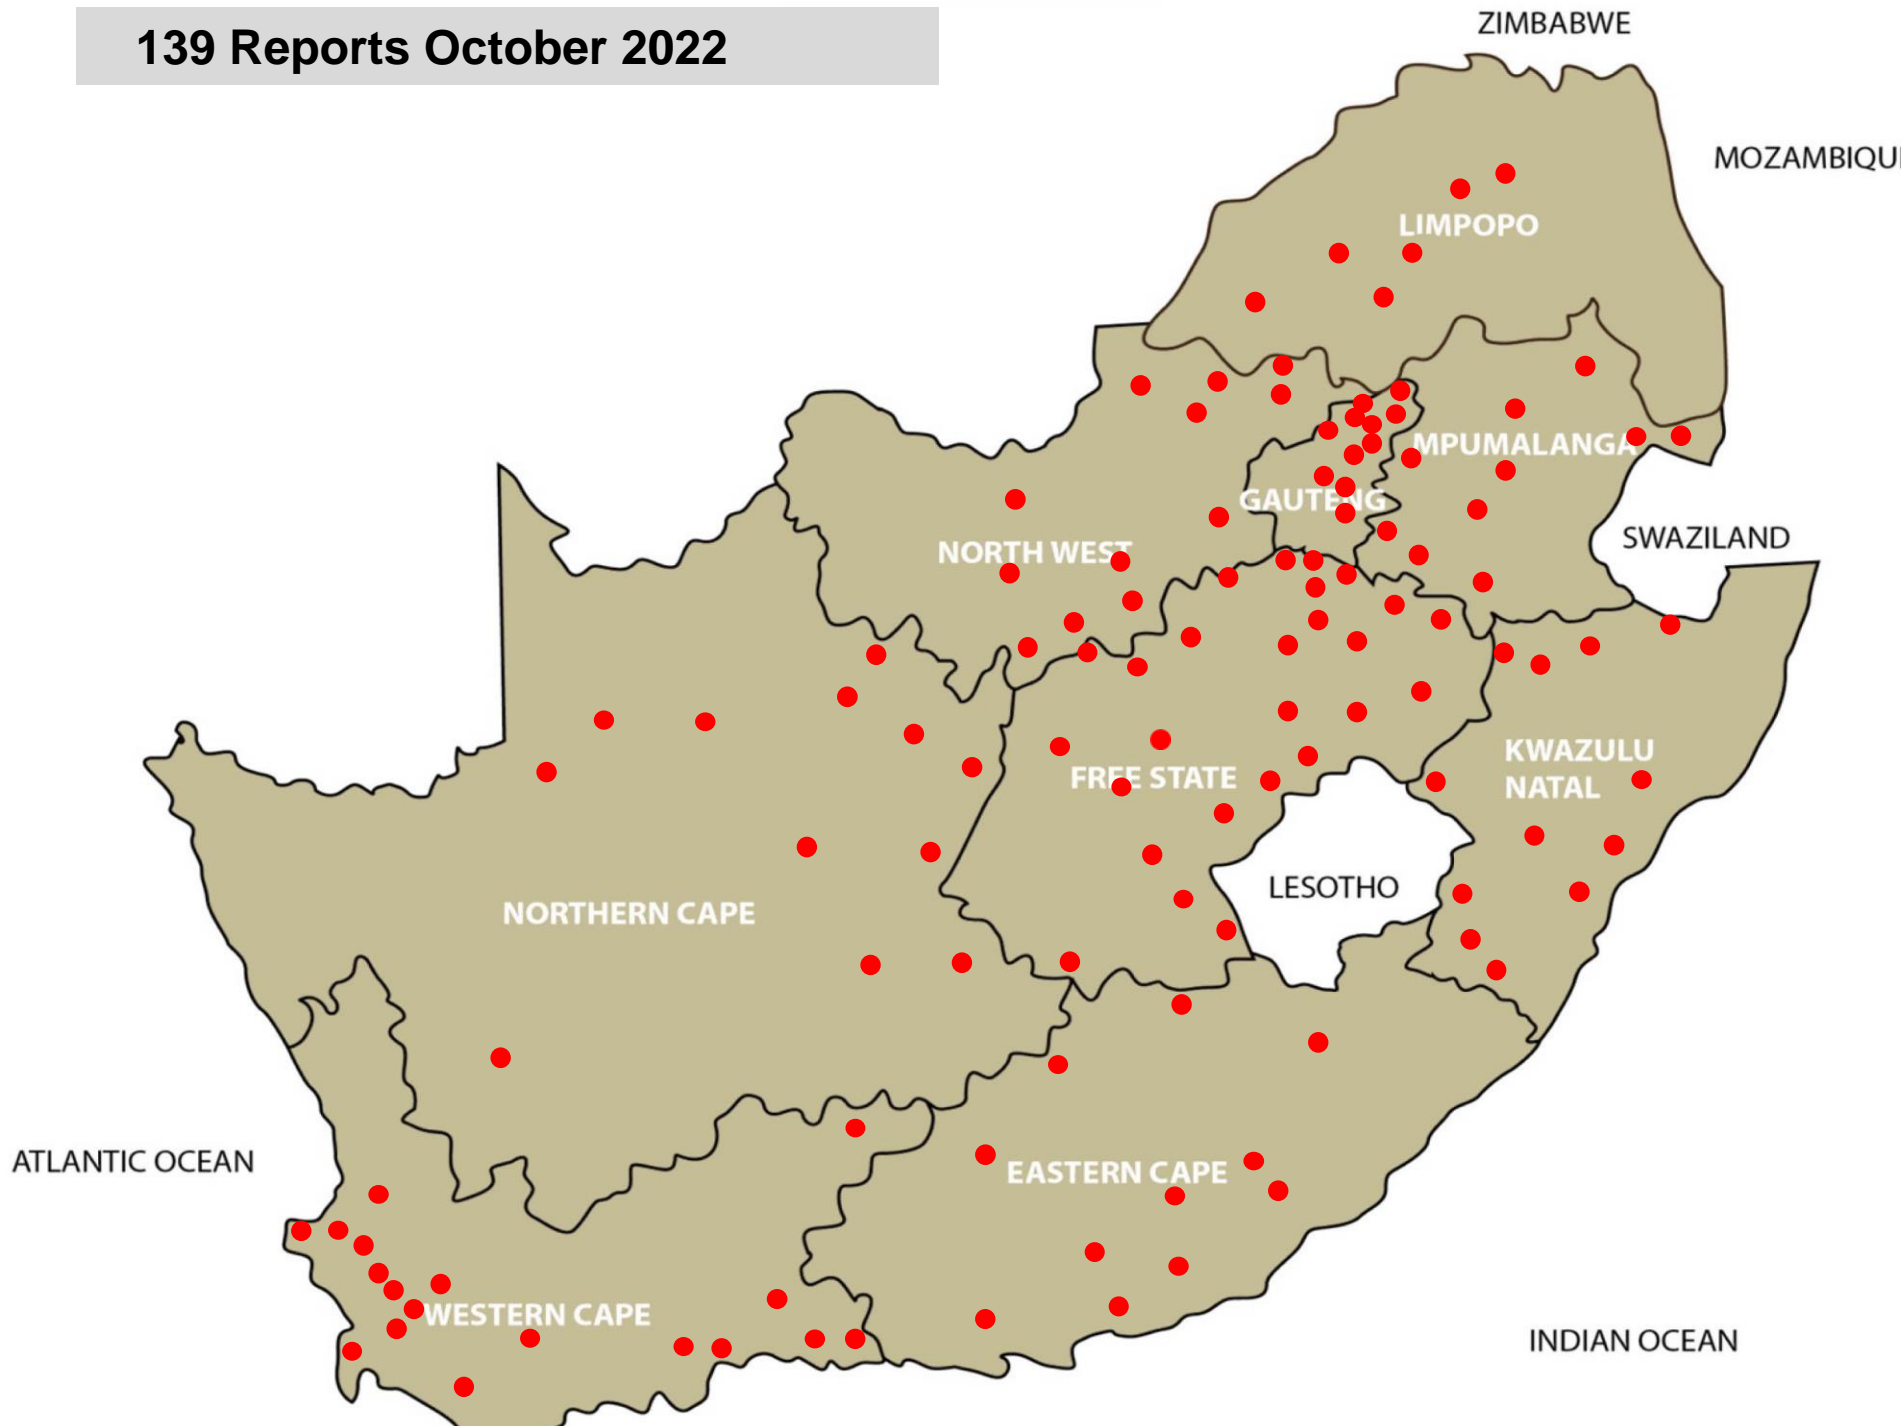 139 Reports October 2022
ZIMBABWE
MOZAMBIQU
LIMPOPO
MPUMALANGA
GAUTENG
SWAZILAND
NORTH WEST
KWAZULU
NATAL
FREE STATE
LESOTHO
NORTHERN CAPE
ATLANTIC OCEAN
EASTERN CAPE
WESTERN CAPE
INDIAN OCEAN